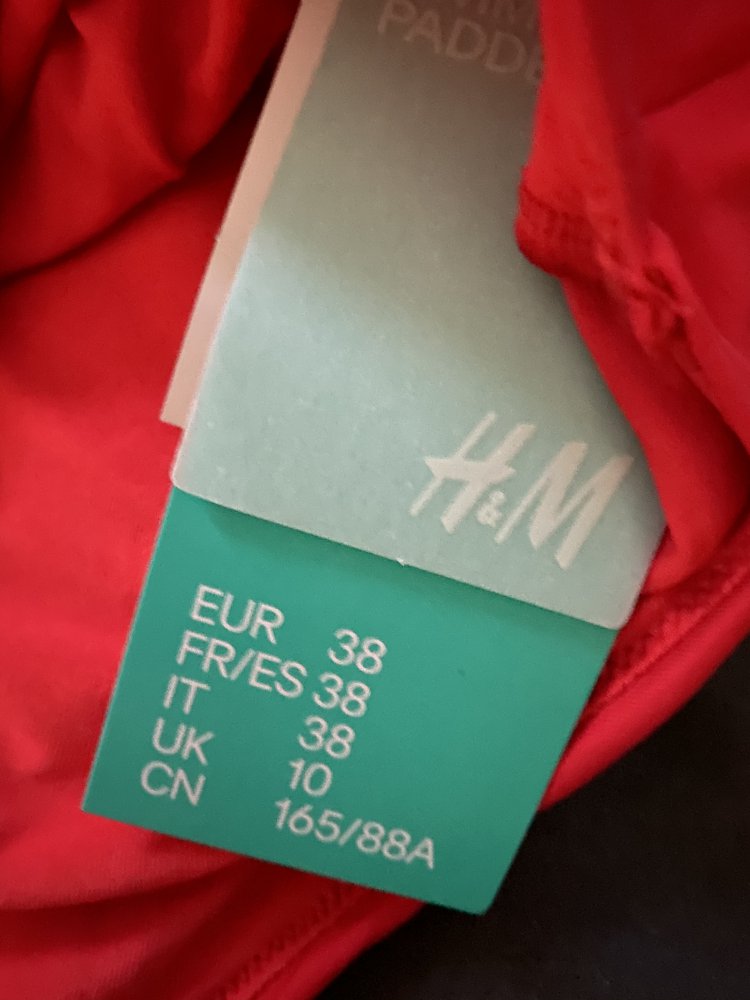 H&M
EUR 38
FR/ES 38
IT 38
UK 10
CN 165/88A